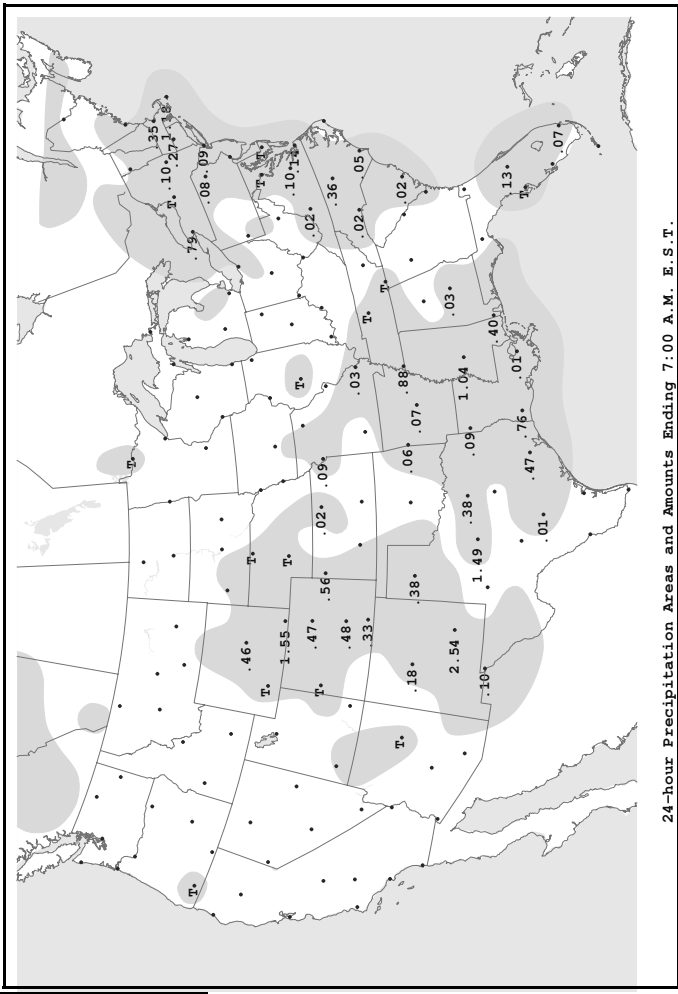 T
.35
1.18
.10
T
.27
.79
T
.09
.08
.46
T
T
T
T
1.55
T
.10
T
.02
.47
T
.02
.09
.56
.36
.48
.03
.05
.02
T
.33
T
T
.02
.88
.06
.18
.38
.07
.03
2.54
1.04
.38
.09
1.49
.10
.40
.13
.01
.76
T
.47
.01
.07
24-hour Precipitation Areas and Amounts Ending 7:00 A.M. E.S.T.